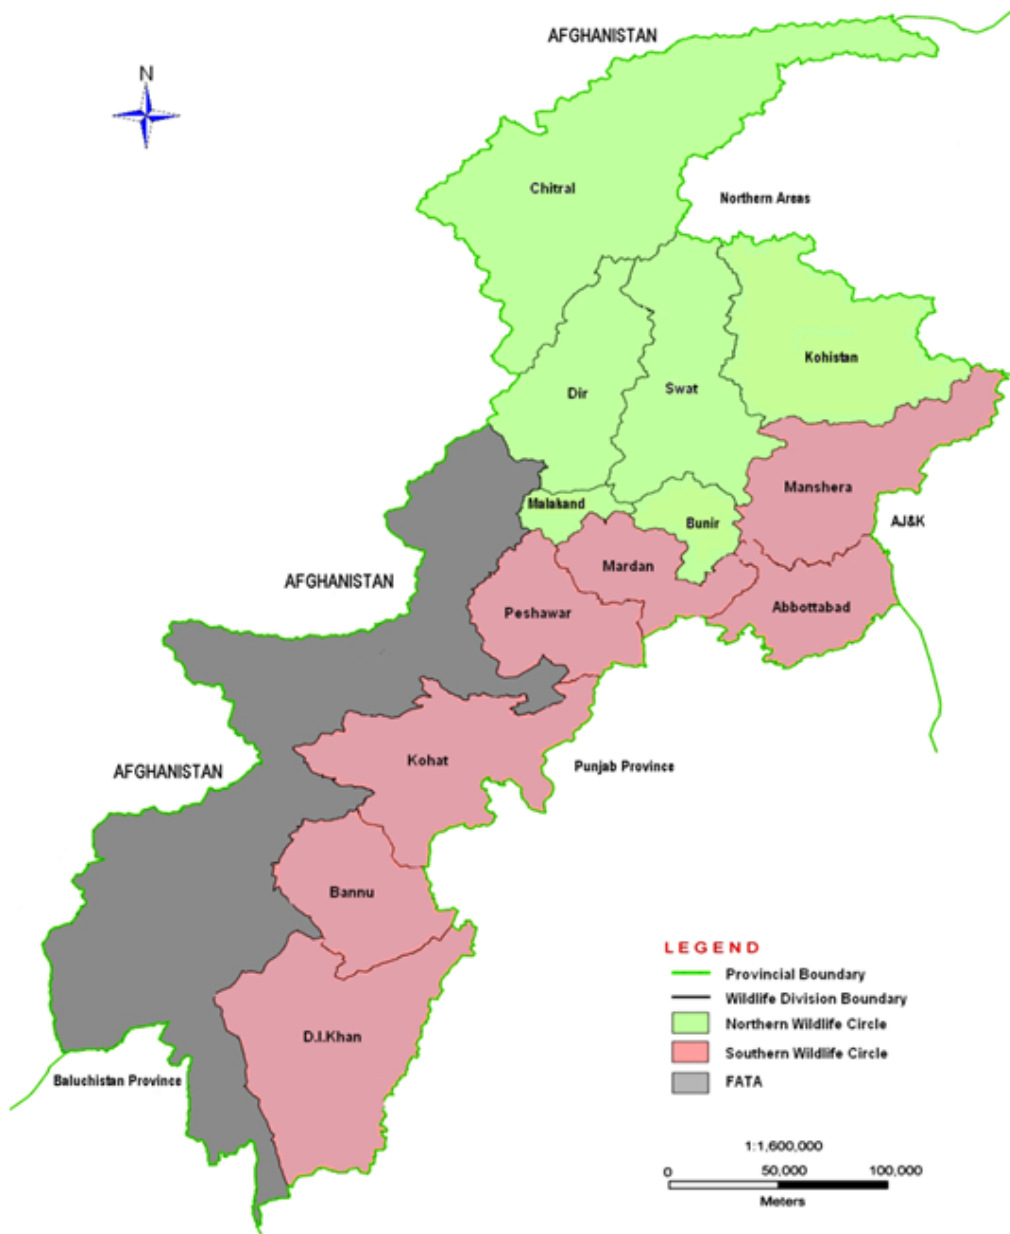 AFGHANISTAN
N
Chitral
Northern Areas
Kohistan
Dir
Swat
Manshera
Malakand
Bunir
AJ&K
Mardan
AFGHANISTAN
Peshawar
Abbottabad
Kohat
Punjab Province
AFGHANISTAN
Bannu
LEGEND
Provincial Boundary
Wildlife Division Boundary
Northern Wildlife Circle
D.I.Khan
Southern Wildlife Circle
Baluchistan Province
FATA
1:1,600,000
0 50,000 100,000
Meters